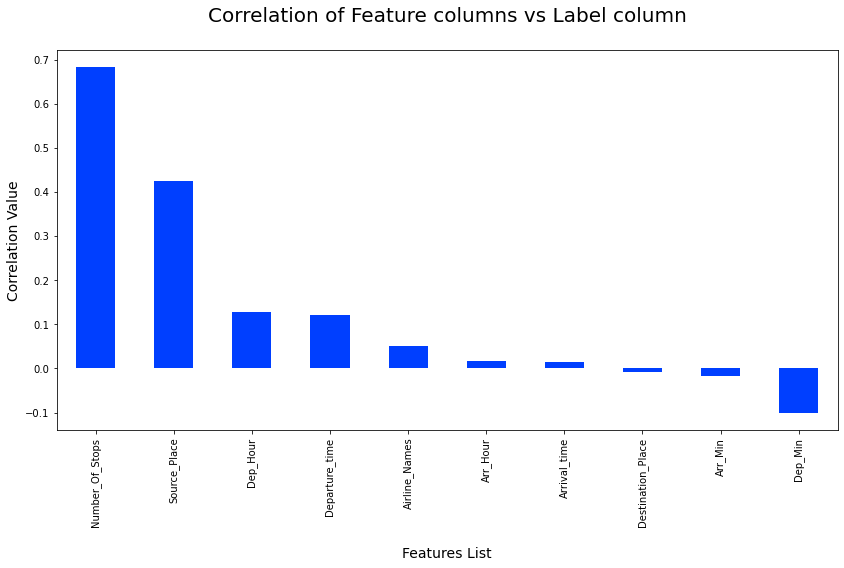 Correlation of Feature columns vs Label column
Correlation Value
0.7
0.6
0.5
0.4
0.3
0.2
0.1
0.0
−0.1
Number_Of_Stops
Source_Place
Dep_Hour
Departure_time
Airline_Names
Arr_Hour
Arrival_time
Destination_Place
Arr_Min
Dep_Min
Features List